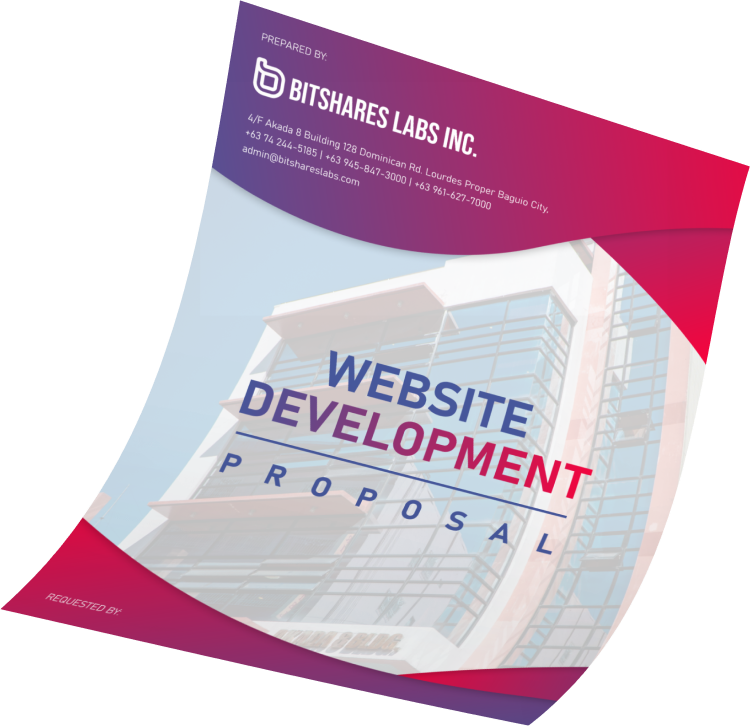 PREPARED BY:
BITSHARES LABS INC.
4/F Akada 8 Building 128 Dominican Rd. Lourdes Proper Baguio City,
+63 74 244-5185 | +63 945-847-3000 | +63 961-627-7000
admin@bitshareslabs.com
WEBSITE
DEVELOPMENT
PROPOSAL
REQUESTED BY: